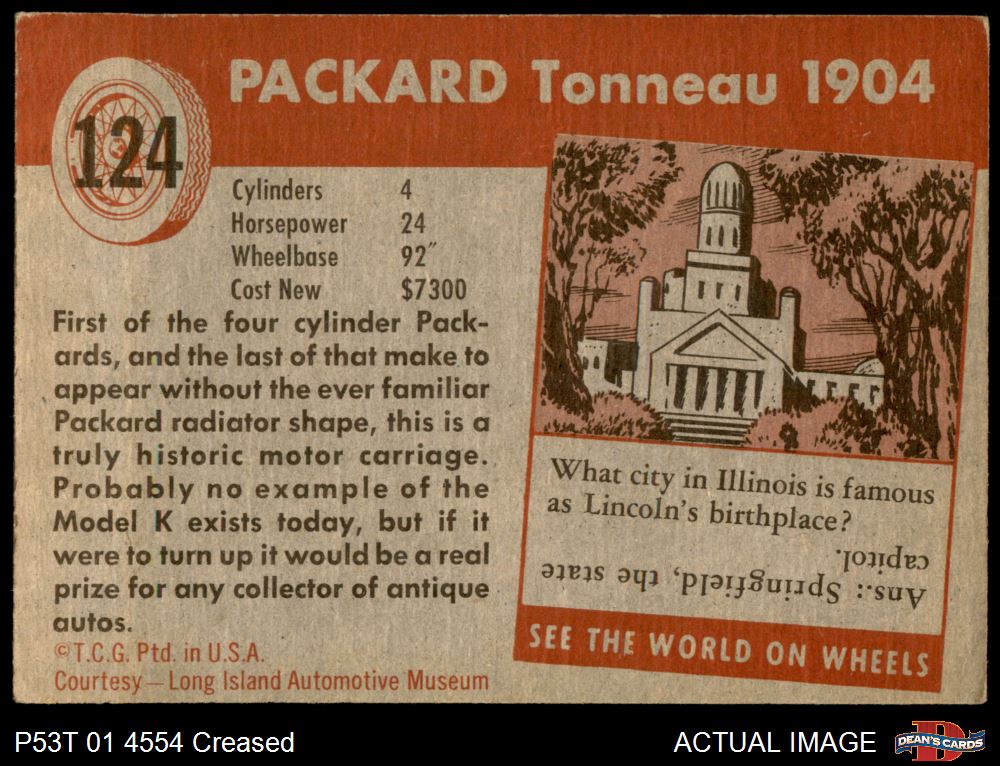 PACKARD Tonneau 1904
124
Cylinders 4
Horsepower 24
Wheelbase 92"
Cost New $7300
First of the four cylinder Pack-
ards, and the last of that make to
appear without the ever familiar
Packard radiator shape, this is a
truly historic motor carriage.
Probably no example of the
Model K exists today, but if it
were to turn up it would be a real
prize for any collector of antique
autos.
©T.C.G. Ptd. in U.S.A.
Courtesy — Long Island Automotive Museum
What city in Illinois is famous
as Lincoln's birthplace?
Ans.: Springfield, the state
capitol.
SEE THE WORLD ON WHEELS
P53T 01 4554 Creased
ACTUAL IMAGE
DEAN'S CARDS